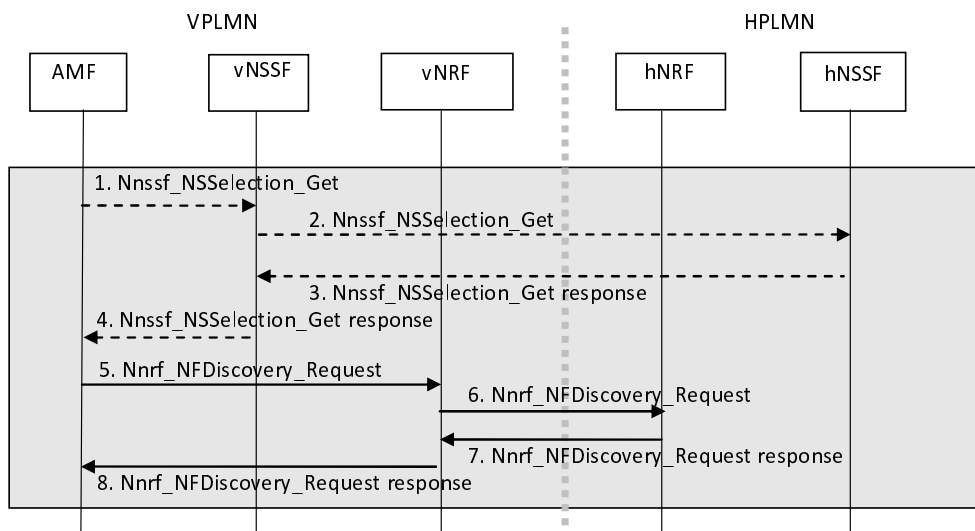 VPLMN
HPLMN
AMF
vNSSF
vNRF
hNRF
hNSSF
1. Nnssf_NSSelection_Get
2. Nnssf_NSSelection_Get
3. Nnssf_NSSelection_Get response
4. Nnssf_NSSelection_Get response
5. Nnrf_NFDiscovery_Request
6. Nnrf_NFDiscovery_Request
7. Nnrf_NFDiscovery_Request response
8. Nnrf_NFDiscovery_Request response